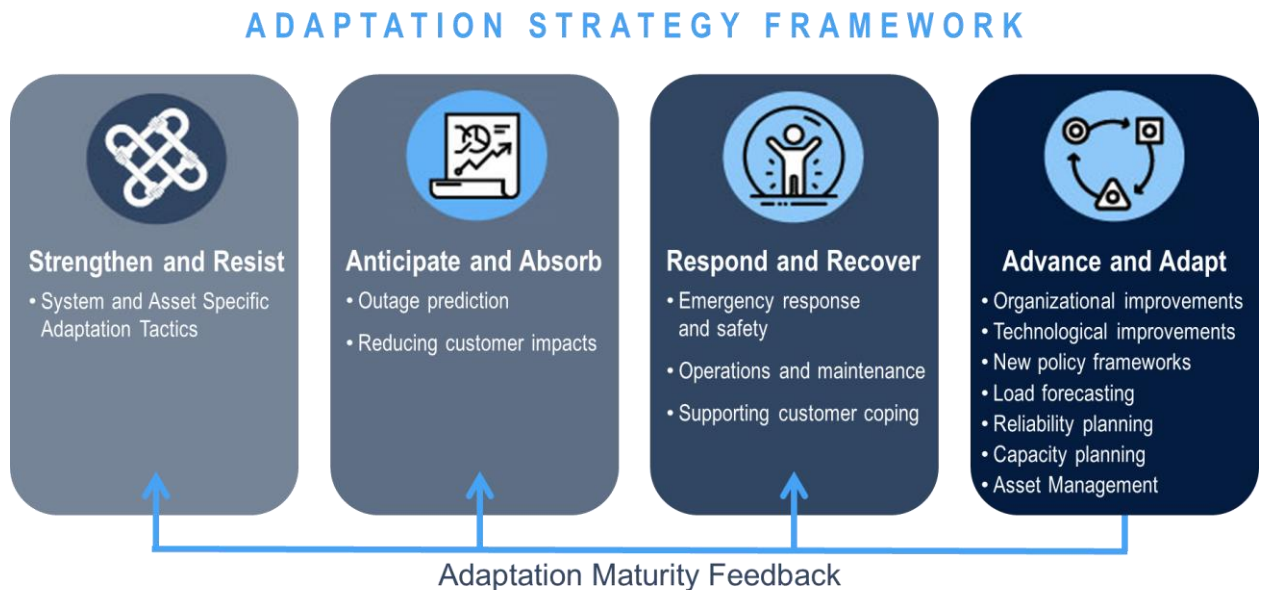 ADAPTATION STRATEGY FRAMEWORK
Strengthen and Resist
• System and Asset Specific
Adaptation Tactics
Anticipate and Absorb
• Outage prediction
• Reducing customer impacts
Respond and Recover
• Emergency response
and safety
• Operations and maintenance
• Supporting customer coping
Advance and Adapt
• Organizational improvements
• Technological improvements
• New policy frameworks
• Load forecasting
• Reliability planning
• Capacity planning
• Asset Management
Adaptation Maturity Feedback